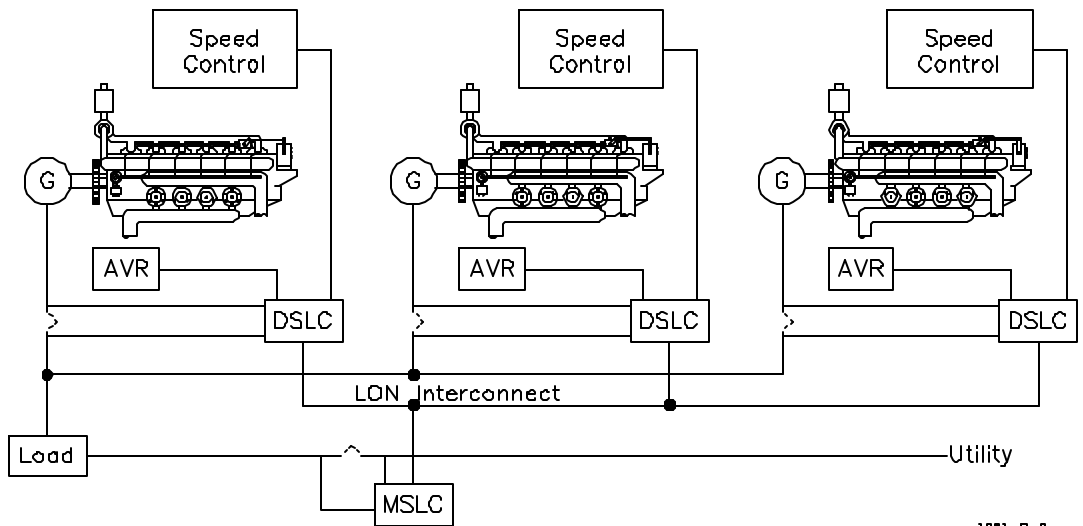 Speed
Control
Speed
Control
Speed
Control
G
G
G
AVR
AVR
AVR
DSLC
DSLC
DSLC
LON Interconnect
Load
Utility
MSLC